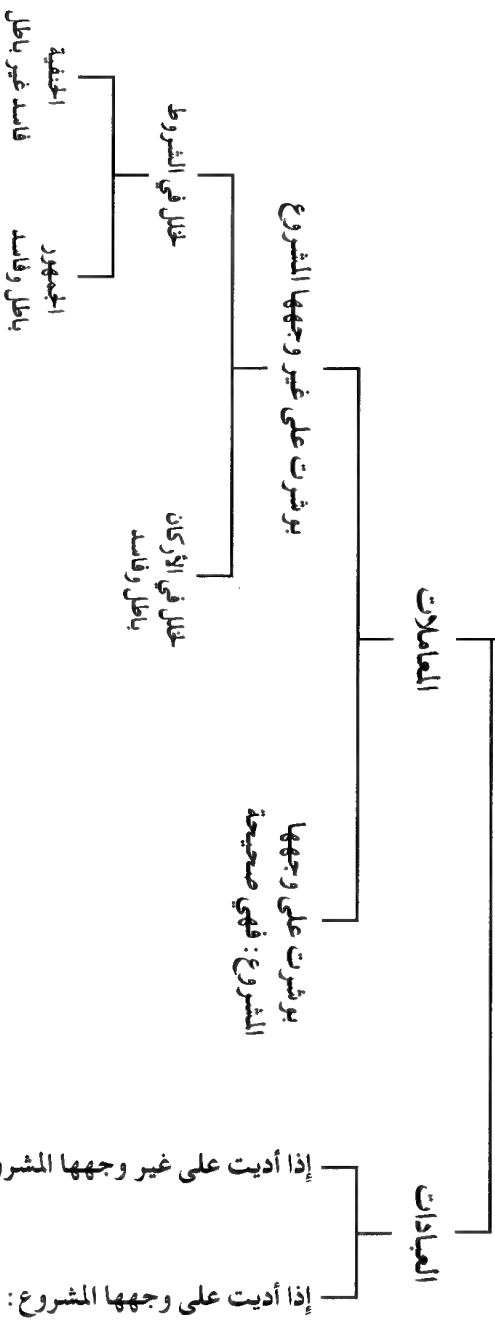 العبادات
إذا أديت على وجهها المشروع:
إذا أديت على غير وجهها
المعاملات
بوشرت على وجهها
المشروع: فهي صحيحة
بوشرت على غير وجهها المشروع
خلل في الأركان
باطل وفاسد
خلل في الشروط
الجمهور
باطل وفاسد
الحنفية
فاسد غير باطل